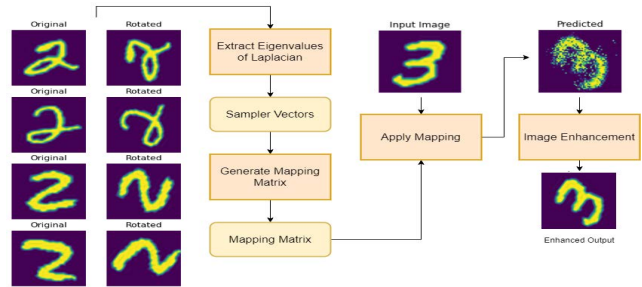 Original
Rotated
Original
Rotated
Original
Rotated
Original
Rotated
Extract Eigenvalues
of Laplacian
Sampler Vectors
Generate Mapping
Matrix
Mapping Matrix
Input Image
3
Apply Mapping
Predicted
Image Enhancement
Enhanced Output